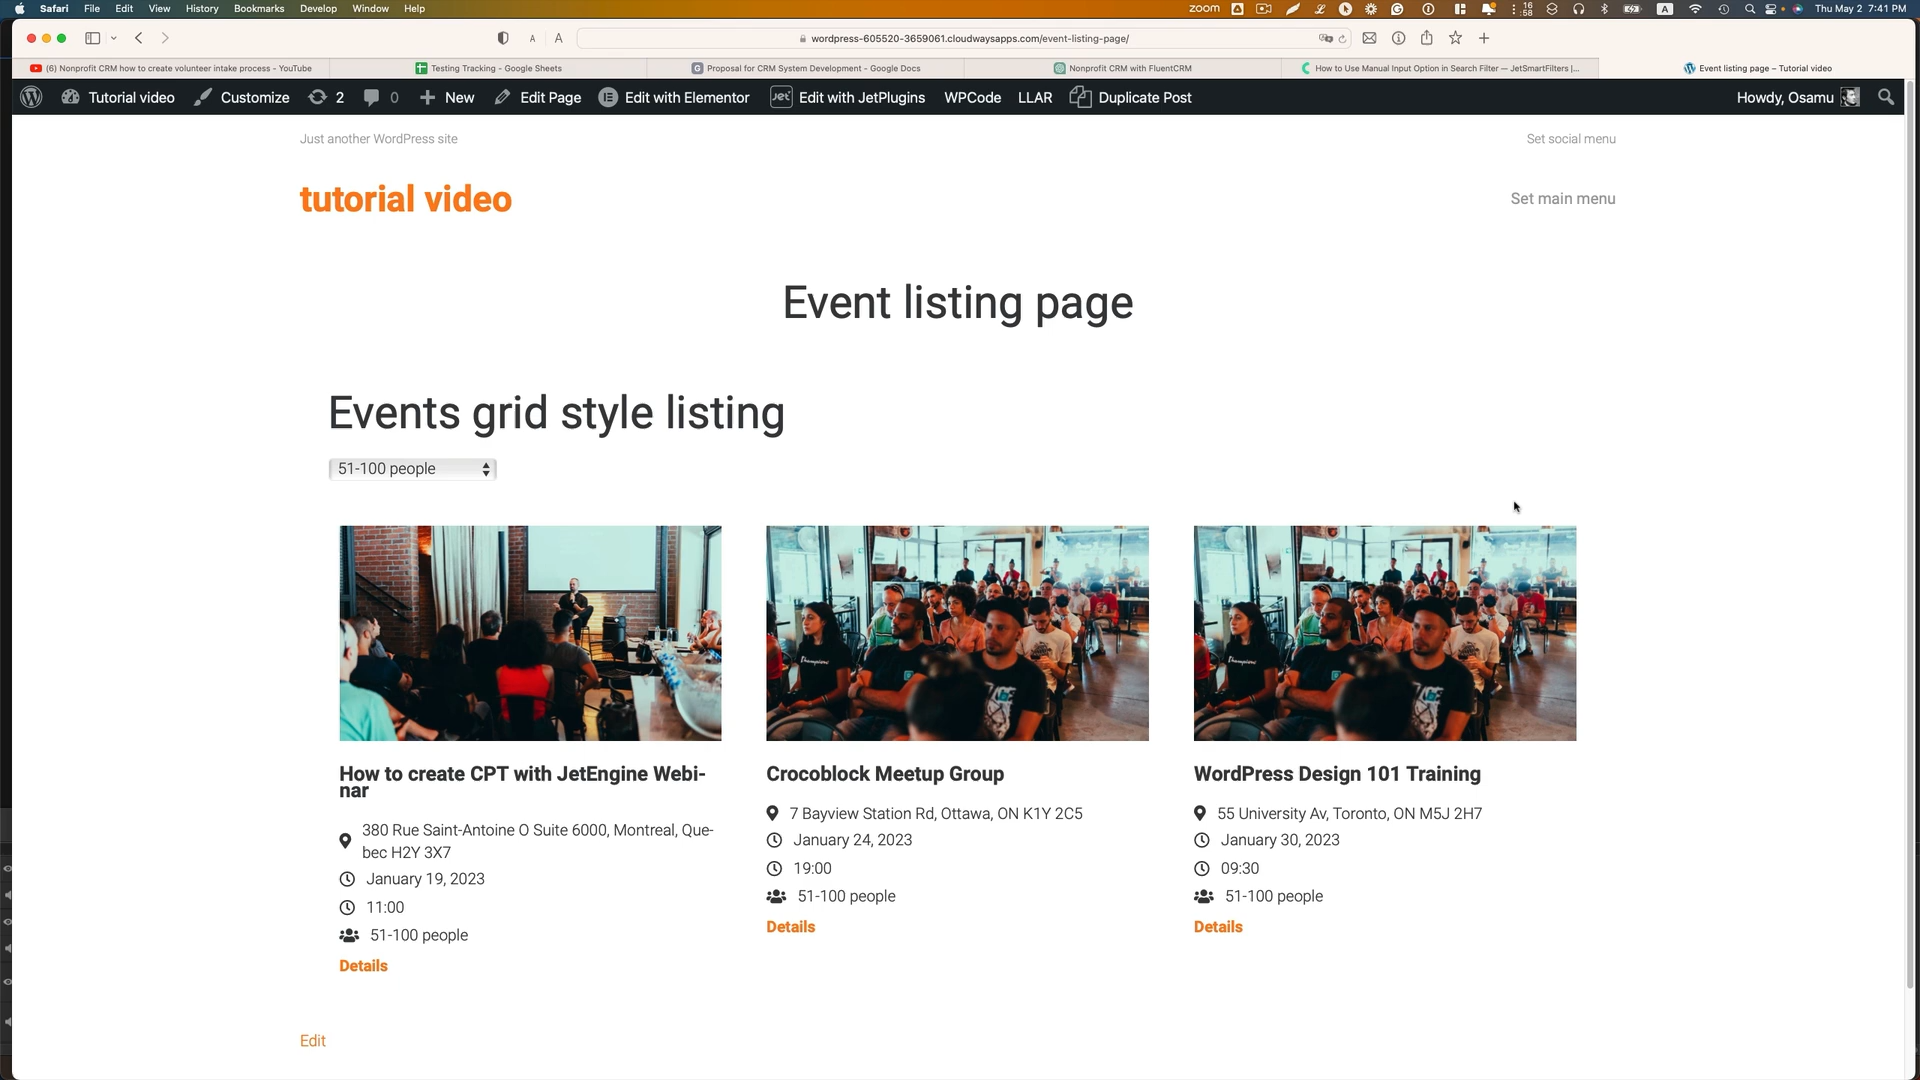 Safari File Edit View History Bookmarks Develop Window Help zoom 16 58 A Thu May 2 7:41 PM
A A wordpress-605520-3659061.cloudwaysapps.com/event-listing-page/
(6) Nonprofit CRM how to create volunteer intake process - YouTube Testing Tracking - Google Sheets Proposal for CRM System Development - Google Docs Nonprofit CRM with FluentCRM How to Use Manual Input Option in Search Filter — JetSmartFilters |... Event listing page – Tutorial video
Tutorial video Customize 2 0 New Edit Page Edit with Elementor Jet Edit with JetPlugins WPCode LLAR Duplicate Post Howdy, Osamu
Just another WordPress site Set social menu
tutorial video Set main menu
Event listing page
Events grid style listing
51-100 people
How to create CPT with JetEngine Webi-
nar
380 Rue Saint-Antoine O Suite 6000, Montreal, Que-
bec H2Y 3X7
January 19, 2023
11:00
51-100 people
Details
Crocoblock Meetup Group
7 Bayview Station Rd, Ottawa, ON K1Y 2C5
January 24, 2023
19:00
51-100 people
Details
WordPress Design 101 Training
55 University Av, Toronto, ON M5J 2H7
January 30, 2023
09:30
51-100 people
Details
Edit